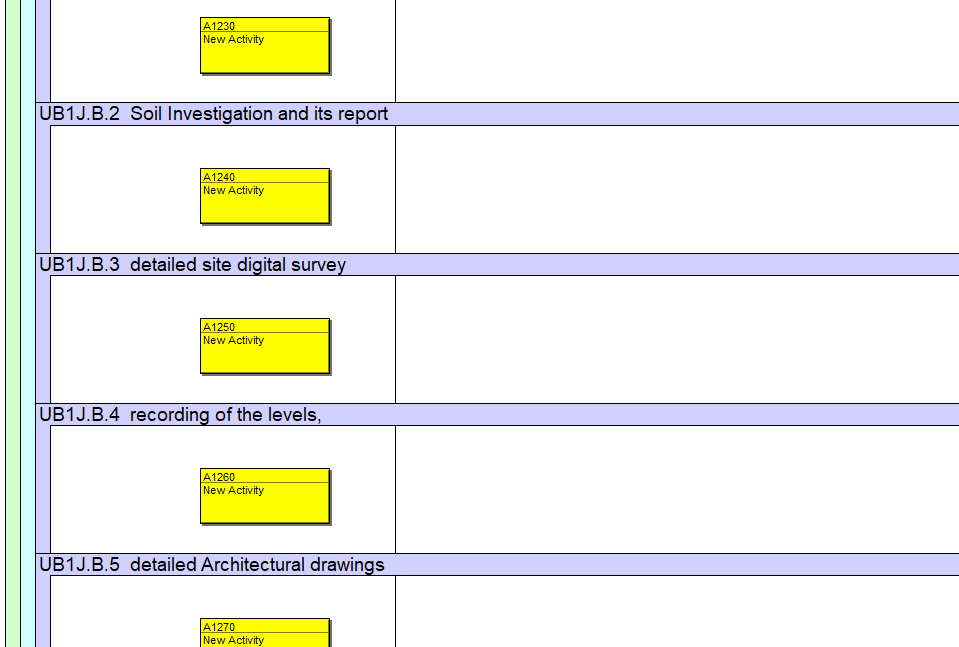 A1230
New Activity
UB1J.B.2 Soil Investigation and its report
A1240
New Activity
UB1J.B.3 detailed site digital survey
A1250
New Activity
UB1J.B.4 recording of the levels,
A1260
New Activity
UB1J.B.5 detailed Architectural drawings
A1270
New Activity